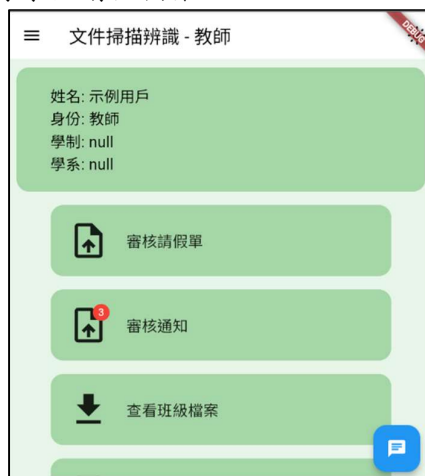 文件掃描辨識 - 教師
DEBUG
姓名: 示例用戶
身份: 教師
學制: null
學系: null
審核請假單
3
審核通知
查看班級檔案